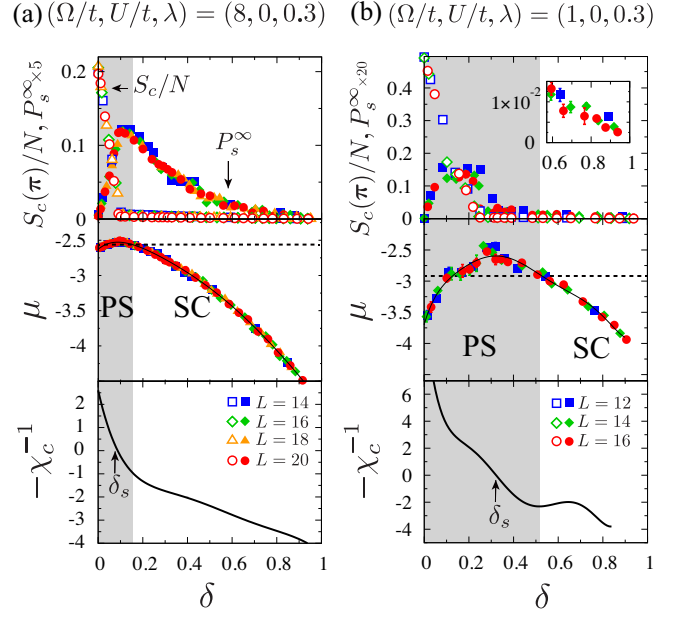 (a) (Ω/t, U/t, λ) = (8, 0, 0.3)
S_c(π)/N, P_s^∞ ×5
0.2
0.1
0
S_c/N
P_s^∞
μ
-2.5
-3
-3.5
-4
PS
SC
−χ_c^{-1}
2
1
0
-1
-2
-3
-4
δ_s
L = 14
L = 16
L = 18
L = 20
0 0.2 0.4 0.6 0.8 1
δ
(b) (Ω/t, U/t, λ) = (1, 0, 0.3)
S_c(π)/N, P_s^∞ ×20
0.4
0.3
0.2
0.1
0
1×10^-2
0.6 0.8 1
μ
-2.5
-3
-3.5
-4
PS
SC
−χ_c^{-1}
6
4
2
0
-2
-4
δ_s
L = 12
L = 14
L = 16
0 0.2 0.4 0.6 0.8 1
δ